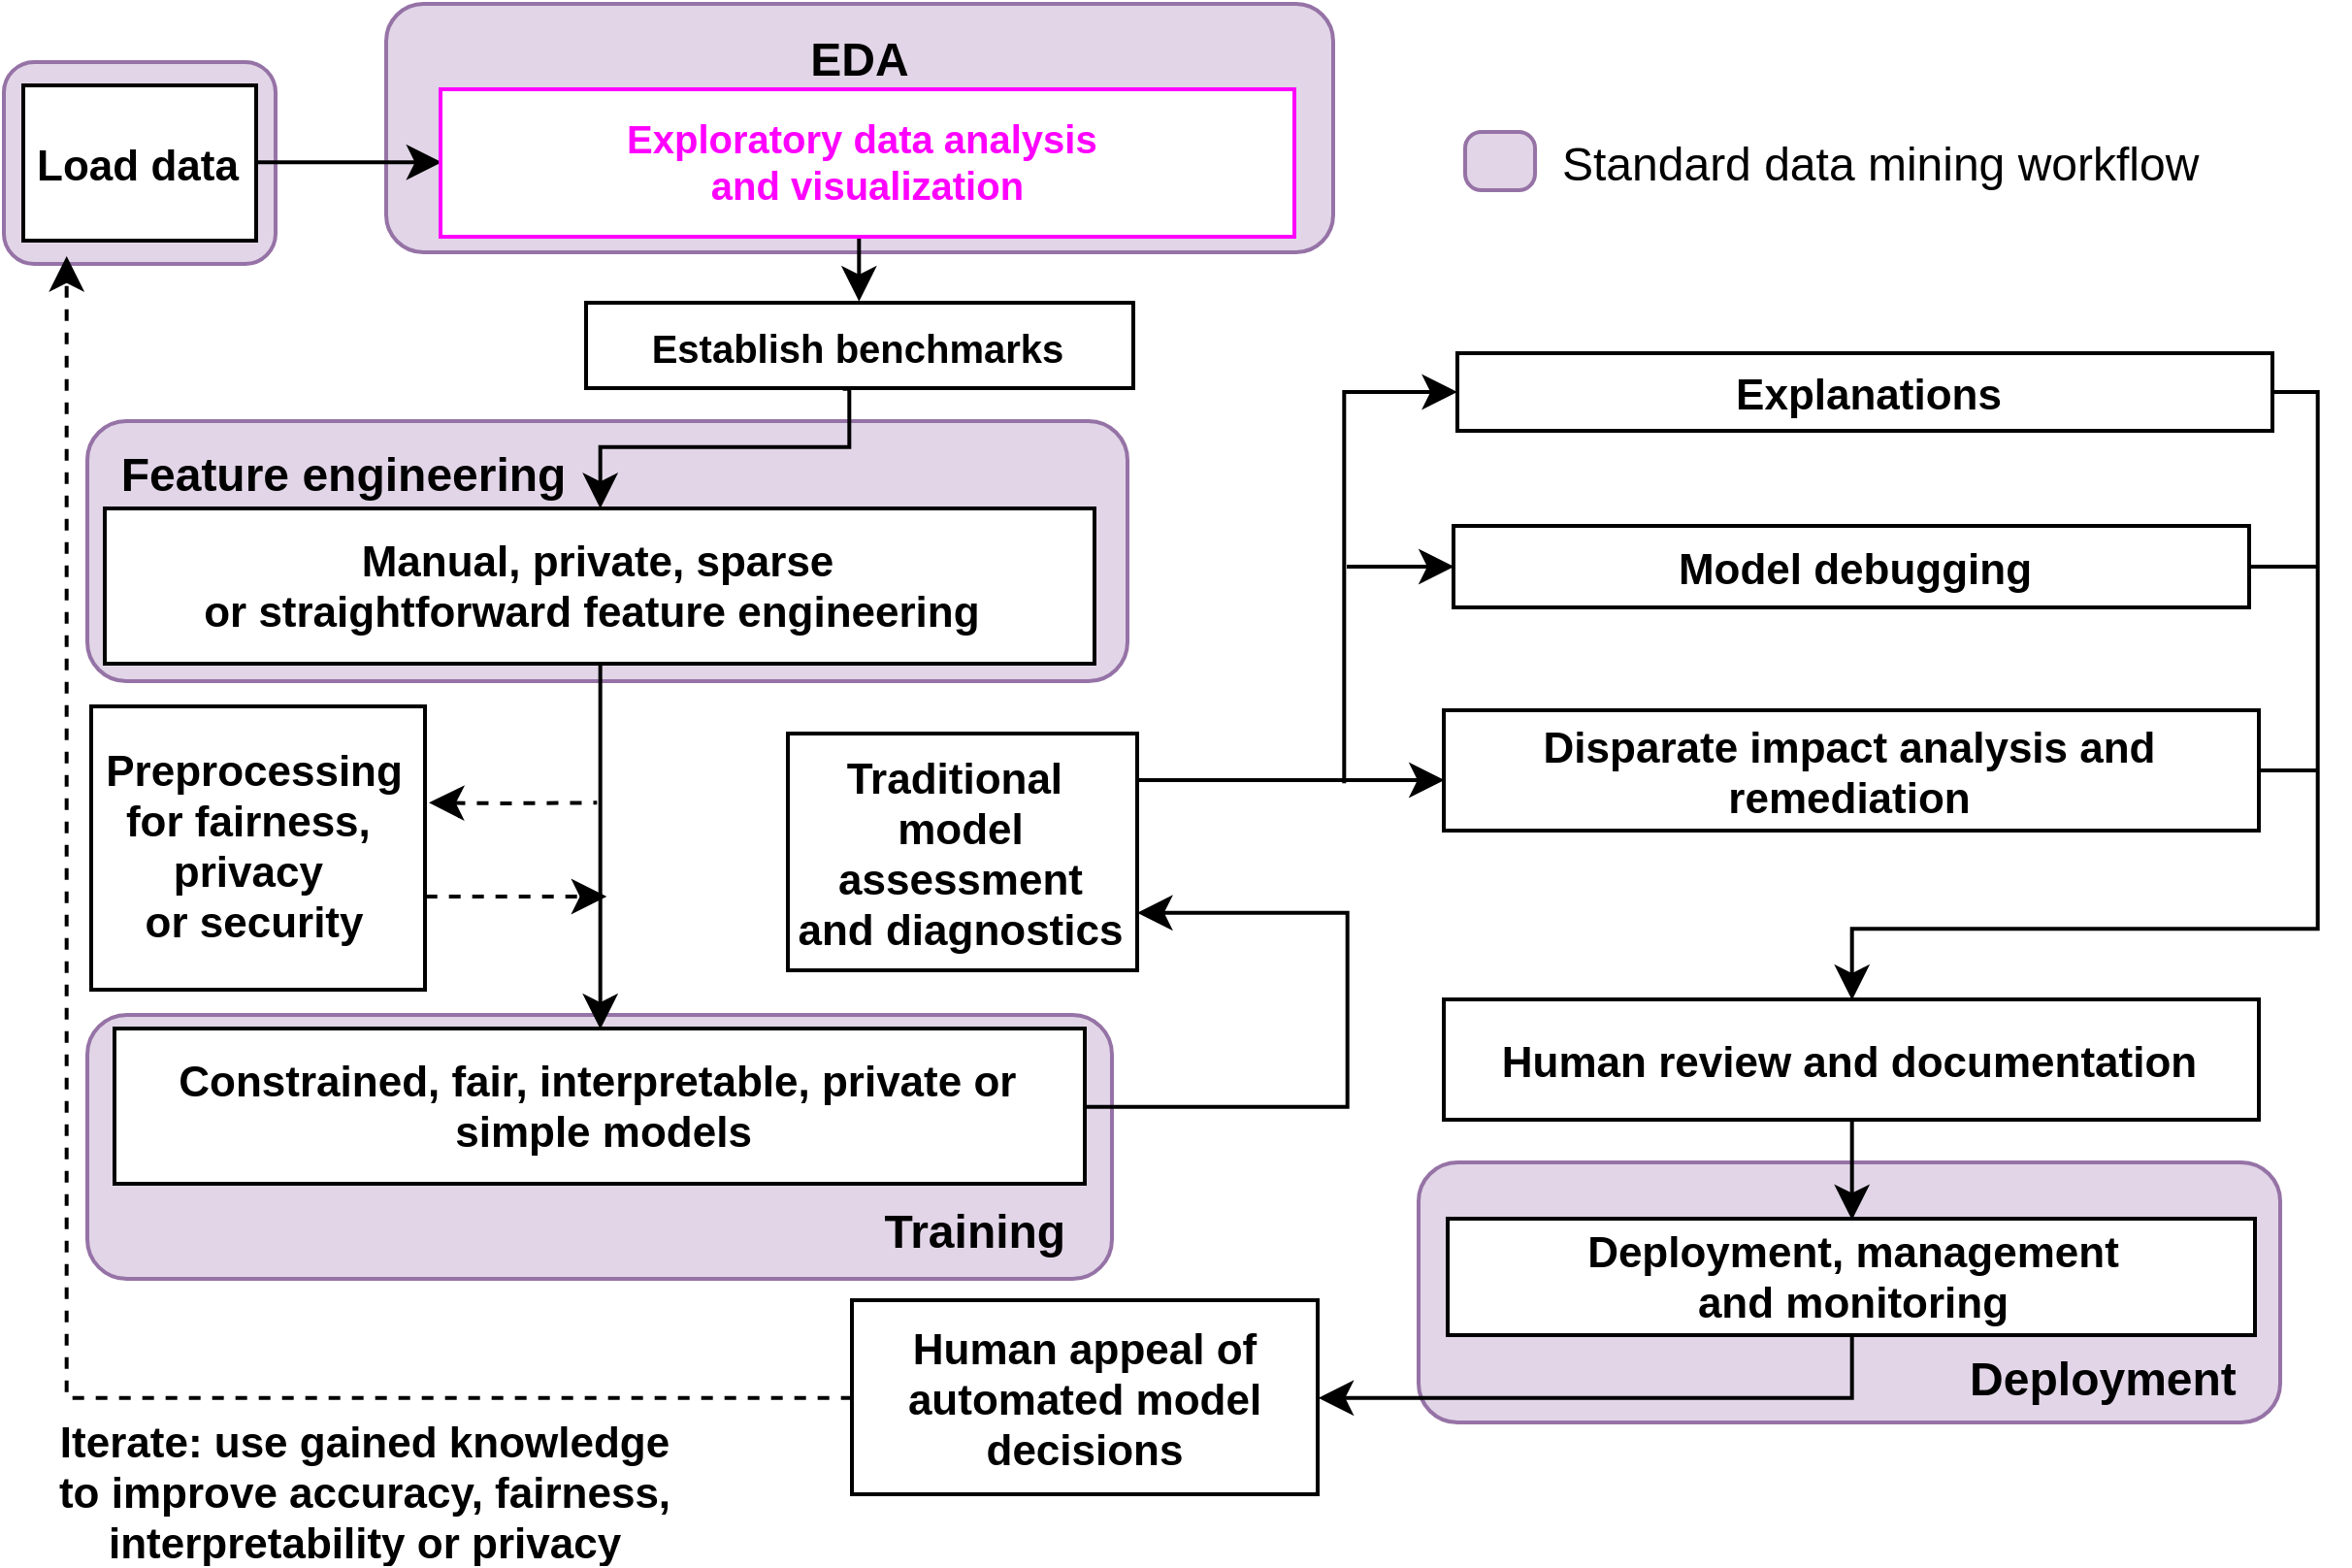 EDA
Load data
Exploratory data analysis
and visualization
Standard data mining workflow
Establish benchmarks
Explanations
Feature engineering
Manual, private, sparse
or straightforward feature engineering
Model debugging
Preprocessing
for fairness,
privacy
or security
Traditional
model
assessment
and diagnostics
Disparate impact analysis and
remediation
Constrained, fair, interpretable, private or
simple models
Training
Human review and documentation
Deployment, management
and monitoring
Deployment
Human appeal of
automated model
decisions
Iterate: use gained knowledge
to improve accuracy, fairness,
interpretability or privacy